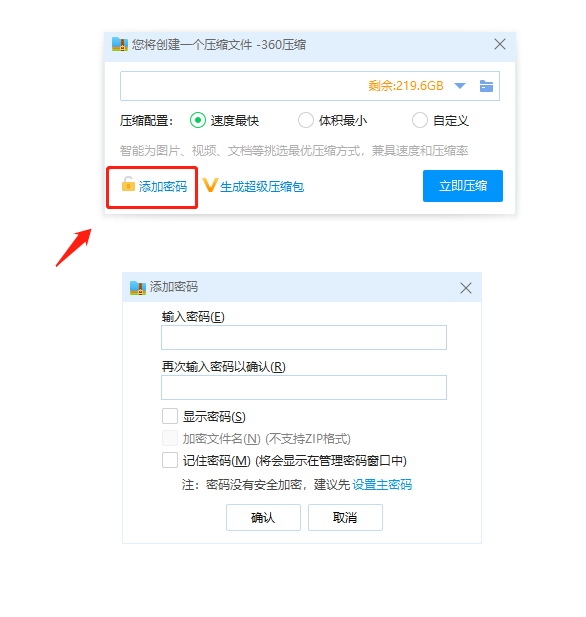 您将创建一个压缩文件 -360压缩
剩余:219.6GB
压缩配置： 速度最快 体积最小 自定义
智能为图片、视频、文档等挑选最优压缩方式，兼具速度和压缩率
添加密码 生成超级压缩包 立即压缩
添加密码
输入密码(E)
再次输入密码以确认(R)
显示密码(S)
加密文件名(N) (不支持ZIP格式)
记住密码(M) (将会显示在管理密码窗口中)
注：密码没有安全加密，建议先 设置主密码
确认 取消